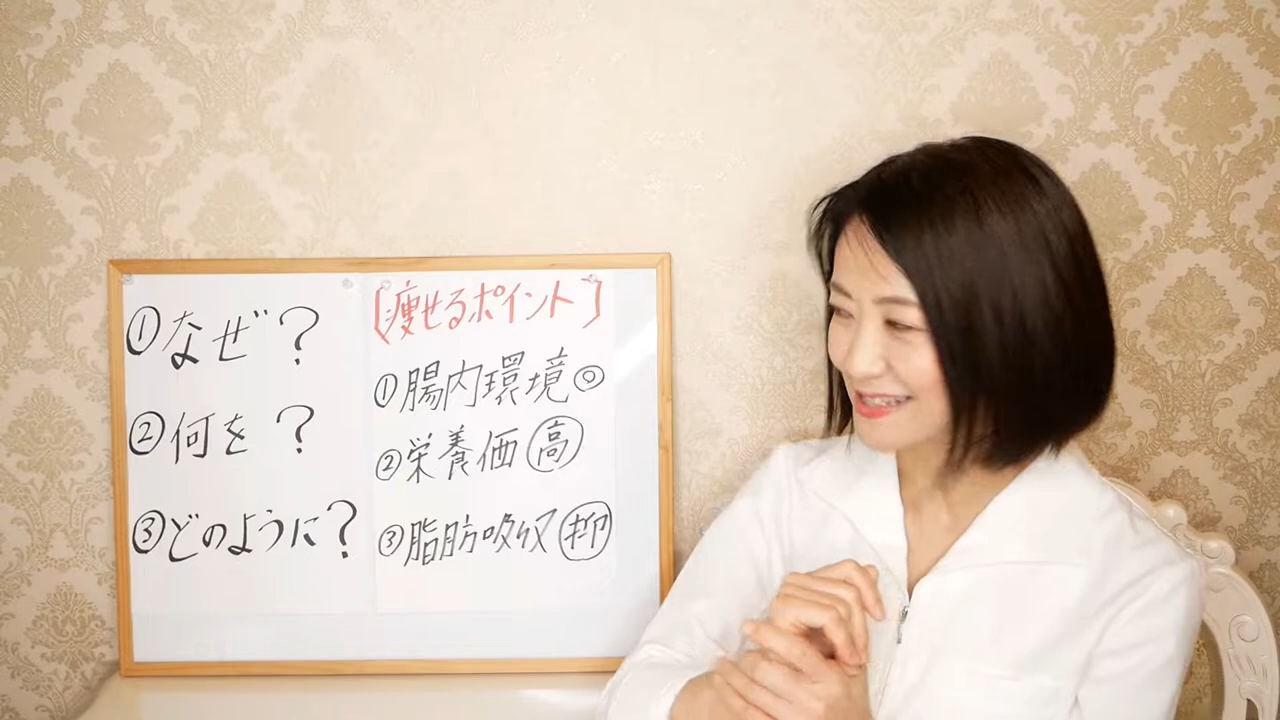 ①なぜ？
②何を？
③どのように？
[痩せるポイント]
①腸内環境◎
②栄養価高
③脂肪吸収抑